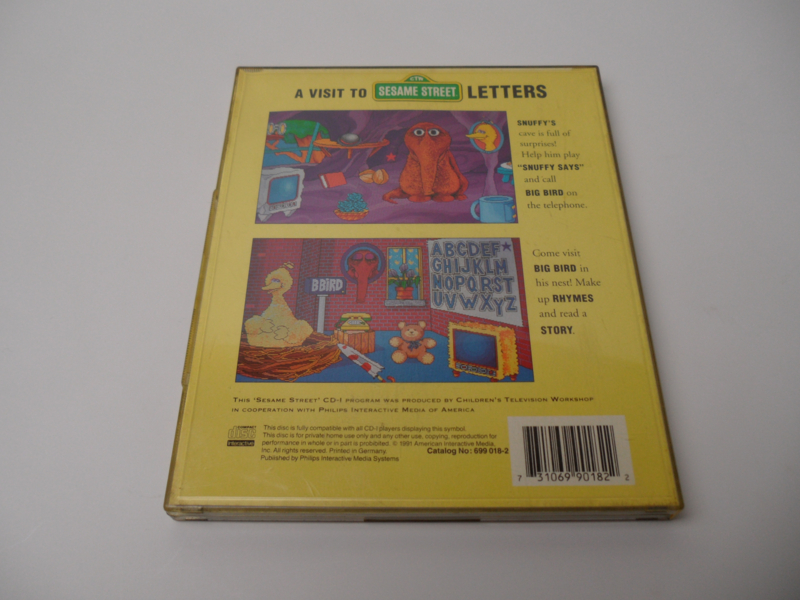 A VISIT TO CTW SESAME STREET LETTERS
SNUFFY'S
cave is full of
surprises!
Help him play
"SNUFFY SAYS"
and call
BIG BIRD on
the telephone.
BBIRD
ABCDEF
GHIJKLM
NOPQRST
UVWXYZ
Come visit
BIG BIRD in
his nest! Make
up RHYMES
and read a
STORY.
THIS 'SESAME STREET' CD-I PROGRAM WAS PRODUCED BY CHILDREN'S TELEVISION WORKSHOP
IN COOPERATION WITH PHILIPS INTERACTIVE MEDIA OF AMERICA
Interactive
This disc is fully compatible with all CD-I players displaying this symbol.
This disc is for private home use only and any other use, copying, reproduction for
performance in whole or in part is prohibited. © 1991 American Interactive Media,
Inc. All rights reserved. Printed in Germany. Catalog No: 699 018-2
Published by Philips Interactive Media Systems
7 31069 90182 2